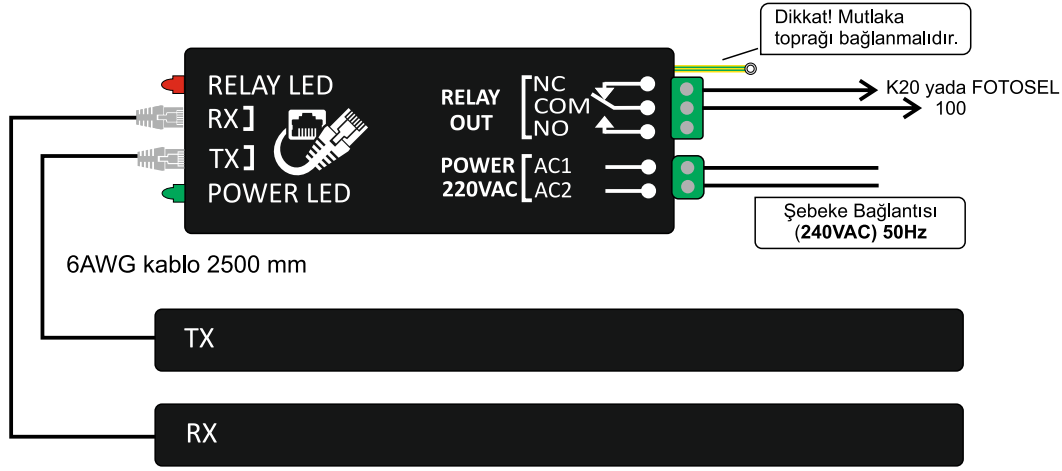 Dikkat! Mutlaka
toprağı bağlanmalıdır.
RELAY LED
RX
TX
POWER LED
RELAY
OUT
NC
COM
NO
POWER
220VAC
AC1
AC2
K20 yada FOTOSEL
100
Şebeke Bağlantısı
(240VAC) 50Hz
6AWG kablo 2500 mm
TX
RX